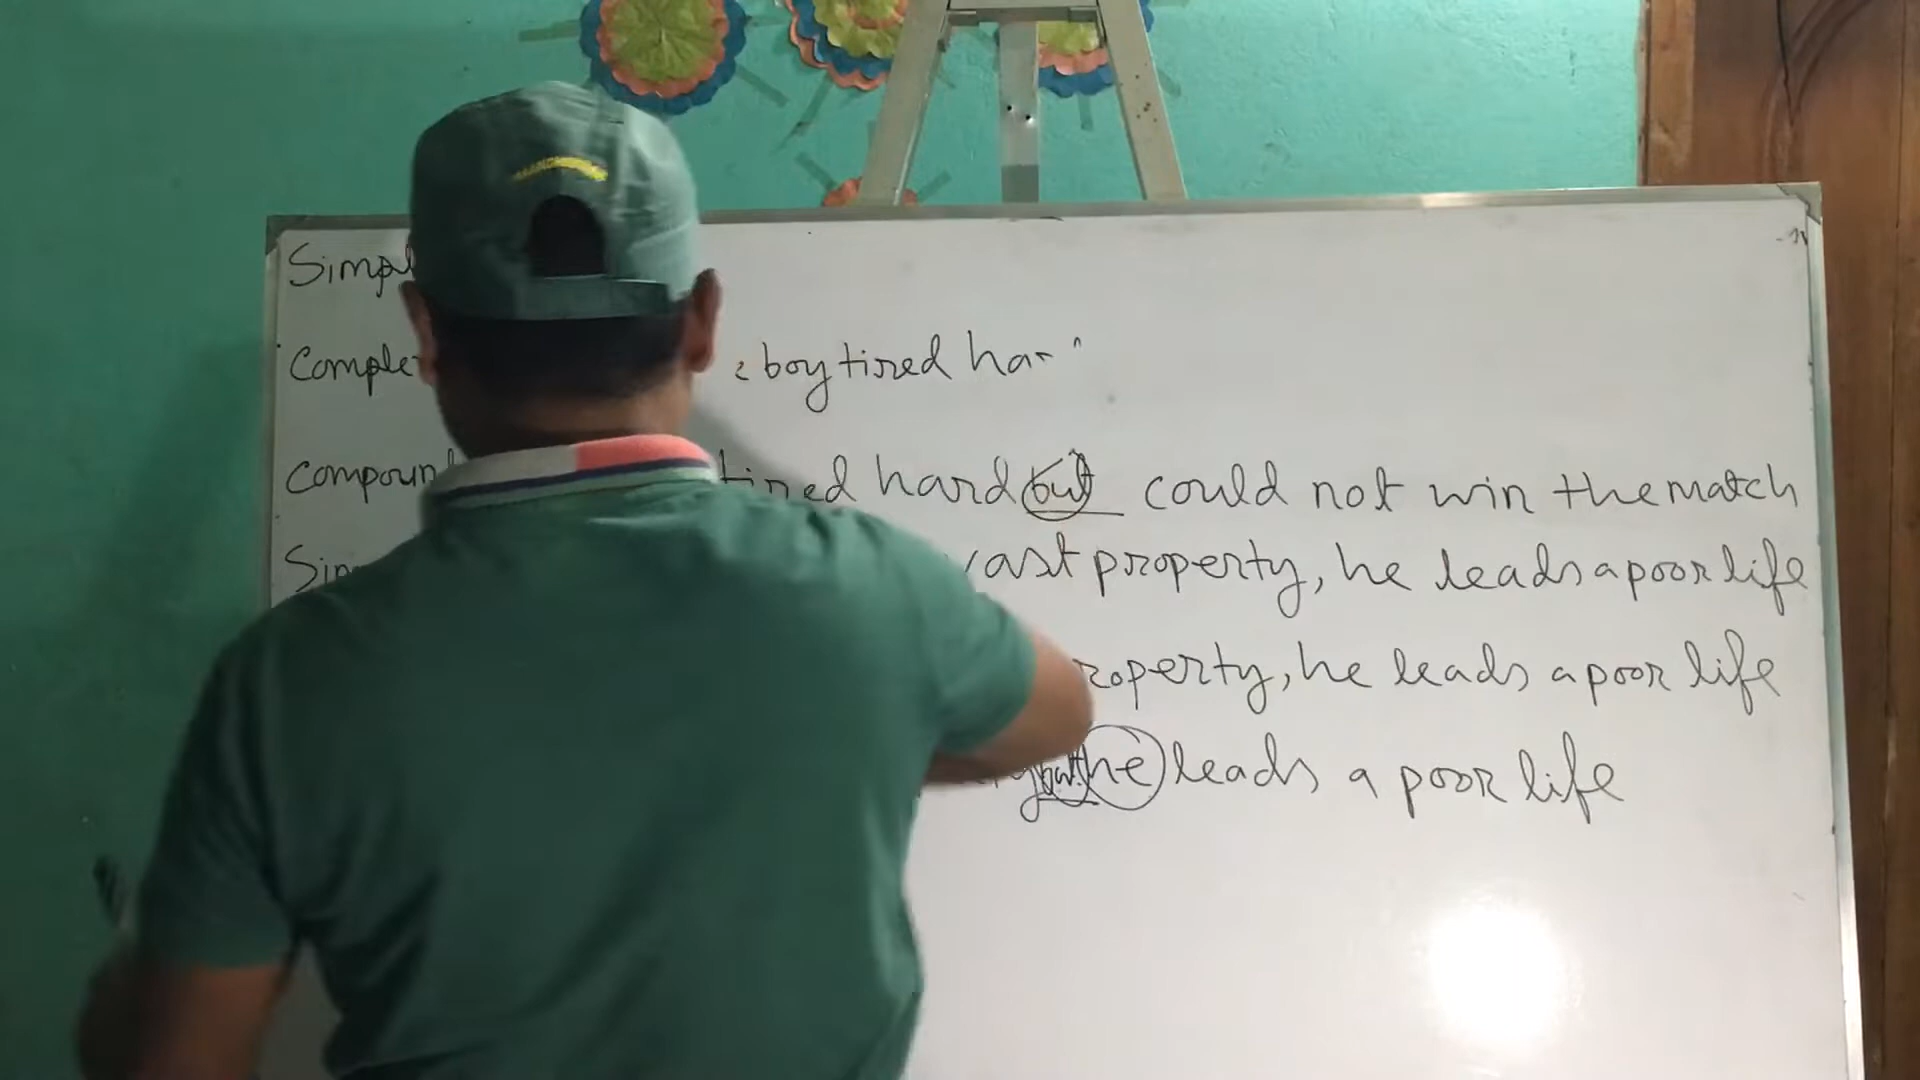 Simpl
Comple boy tired har
Compoun tired hard but could not win the match
Sim vast property, he leads a poor life
roperty, he leads a poor life
but he leads a poor life